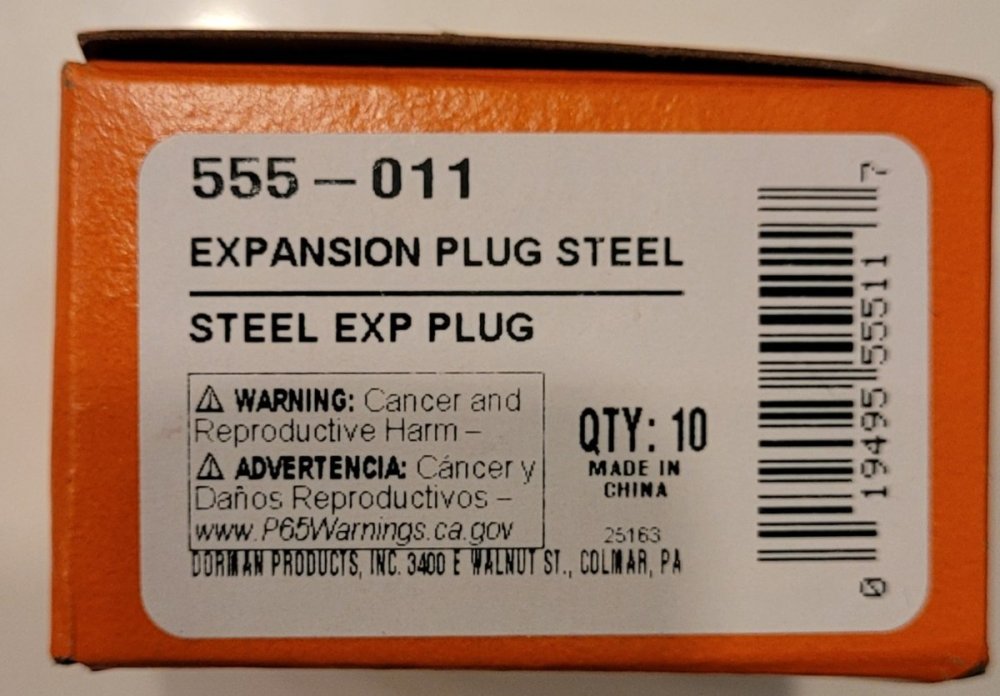 555-011
EXPANSION PLUG STEEL
STEEL EXP PLUG
⚠ WARNING: Cancer and
Reproductive Harm –
⚠ ADVERTENCIA: Cáncer y
Daños Reproductivos –
www.P65Warnings.ca.gov
QTY: 10
MADE IN
CHINA
25163
DORMAN PRODUCTS, INC. 3400 E WALNUT ST., COLMAR, PA
0 19495 55511 7